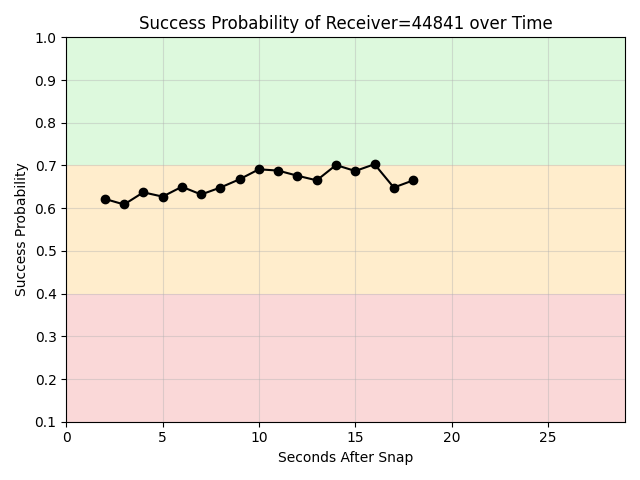 Success Probability of Receiver=44841 over Time
1.0
0.9
0.8
0.7
0.6
0.5
0.4
0.3
0.2
0.1
Success Probability
0 5 10 15 20 25
Seconds After Snap